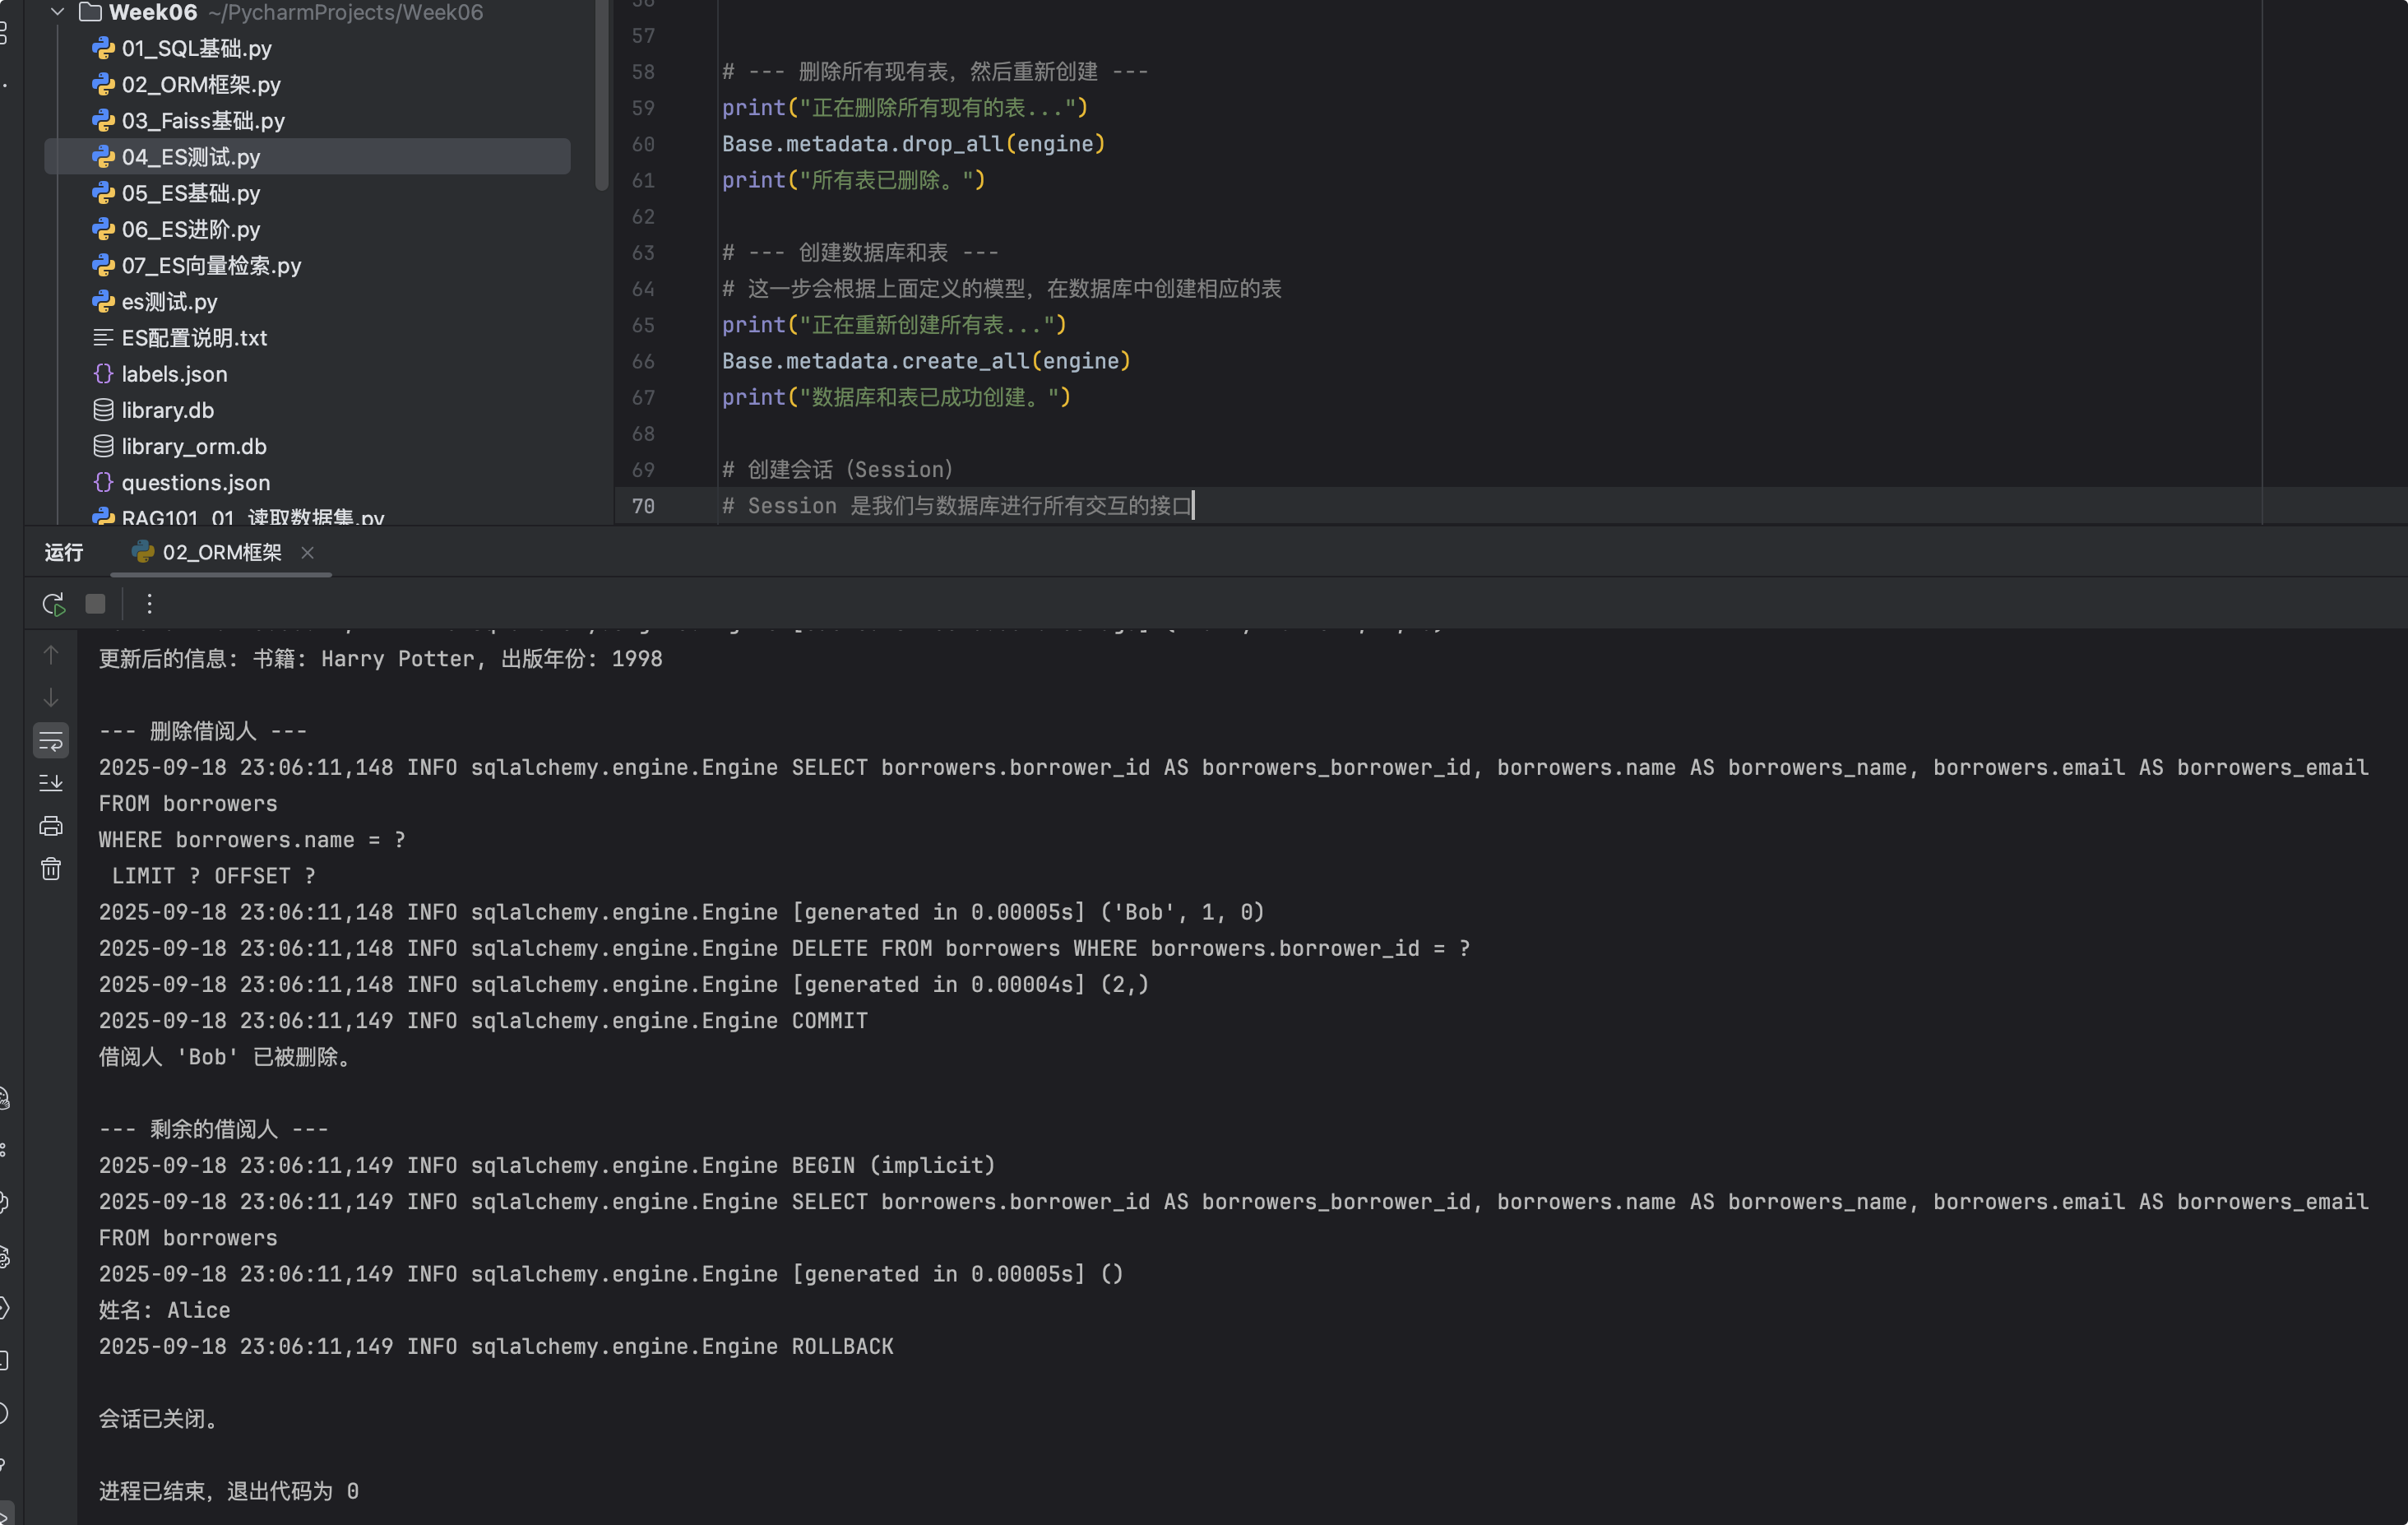 Week06 ~/PycharmProjects/Week06
01_SQL基础.py
02_ORM框架.py
03_Faiss基础.py
04_ES测试.py
05_ES基础.py
06_ES进阶.py
07_ES向量检索.py
es测试.py
ES配置说明.txt
labels.json
library.db
library_orm.db
questions.json
RAG101_01_读取数据集.py
57
58 # --- 删除所有现有表，然后重新创建 ---
59 print("正在删除所有现有的表...")
60 Base.metadata.drop_all(engine)
61 print("所有表已删除。")
62
63 # --- 创建数据库和表 ---
64 # 这一步会根据上面定义的模型，在数据库中创建相应的表
65 print("正在重新创建所有表...")
66 Base.metadata.create_all(engine)
67 print("数据库和表已成功创建。")
68
69 # 创建会话（Session）
70 # Session 是我们与数据库进行所有交互的接口
运行 02_ORM框架
更新后的信息: 书籍: Harry Potter, 出版年份: 1998
--- 删除借阅人 ---
2025-09-18 23:06:11,148 INFO sqlalchemy.engine.Engine SELECT borrowers.borrower_id AS borrowers_borrower_id, borrowers.name AS borrowers_name, borrowers.email AS borrowers_email
FROM borrowers
WHERE borrowers.name = ?
LIMIT ? OFFSET ?
2025-09-18 23:06:11,148 INFO sqlalchemy.engine.Engine [generated in 0.00005s] ('Bob', 1, 0)
2025-09-18 23:06:11,148 INFO sqlalchemy.engine.Engine DELETE FROM borrowers WHERE borrowers.borrower_id = ?
2025-09-18 23:06:11,148 INFO sqlalchemy.engine.Engine [generated in 0.00004s] (2,)
2025-09-18 23:06:11,149 INFO sqlalchemy.engine.Engine COMMIT
借阅人 'Bob' 已被删除。
--- 剩余的借阅人 ---
2025-09-18 23:06:11,149 INFO sqlalchemy.engine.Engine BEGIN (implicit)
2025-09-18 23:06:11,149 INFO sqlalchemy.engine.Engine SELECT borrowers.borrower_id AS borrowers_borrower_id, borrowers.name AS borrowers_name, borrowers.email AS borrowers_email
FROM borrowers
2025-09-18 23:06:11,149 INFO sqlalchemy.engine.Engine [generated in 0.00005s] ()
姓名: Alice
2025-09-18 23:06:11,149 INFO sqlalchemy.engine.Engine ROLLBACK
会话已关闭。
进程已结束，退出代码为 0